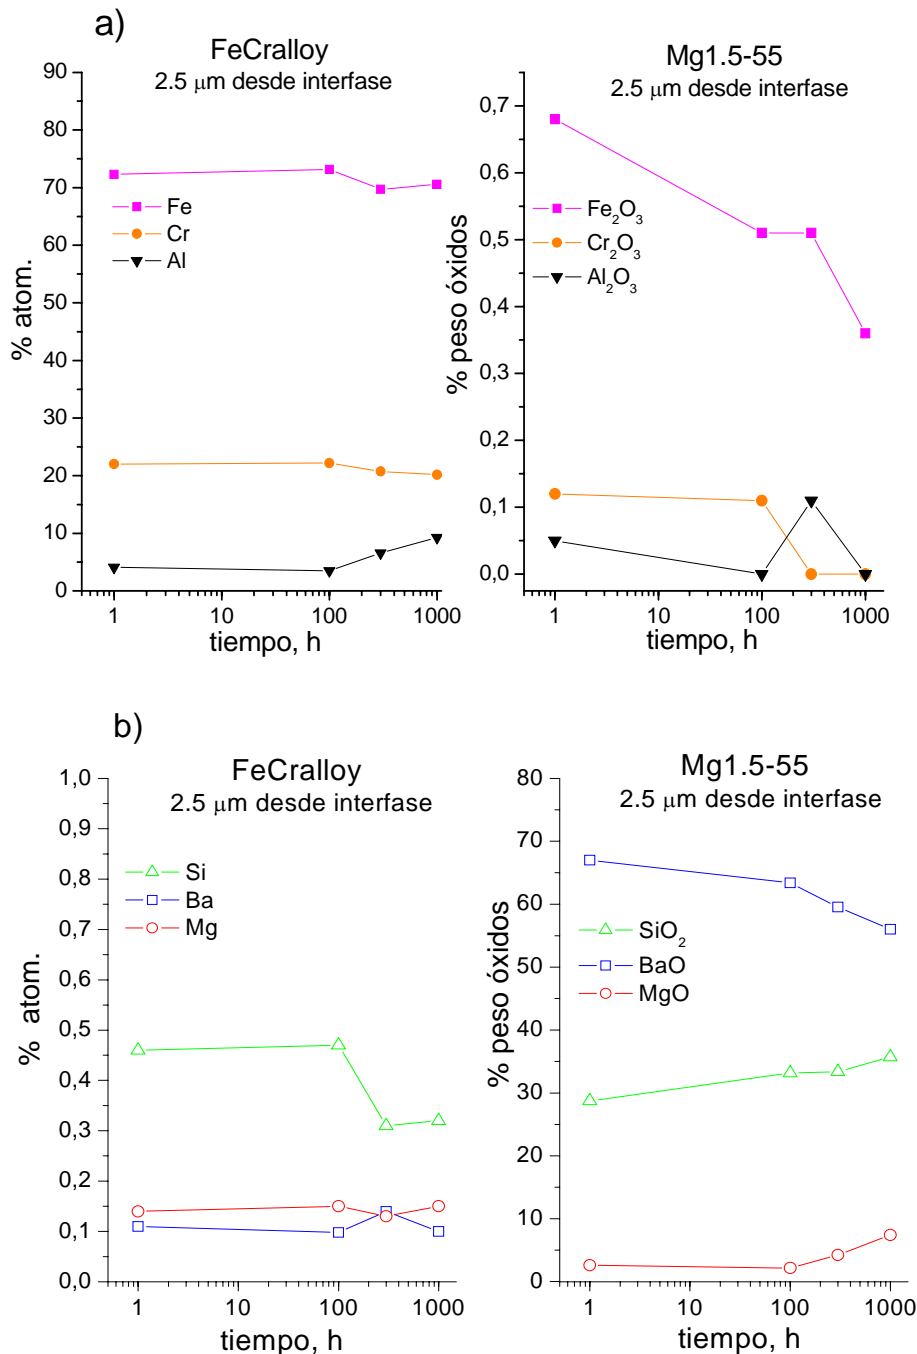 a)
FeCralloy
2.5 μm desde interfase
90
80
70
60
50
40
30
20
10
0
% atom.
Fe
Cr
Al
1
10
100
1000
tiempo, h
Mg1.5-55
2.5 μm desde interfase
0,7
0,6
0,5
0,4
0,3
0,2
0,1
0,0
% peso óxidos
Fe₂O₃
Cr₂O₃
Al₂O₃
1
10
100
1000
tiempo, h
b)
FeCralloy
2.5 μm desde interfase
1,0
0,9
0,8
0,7
0,6
0,5
0,4
0,3
0,2
0,1
0,0
% atom.
Si
Ba
Mg
1
10
100
1000
tiempo, h
Mg1.5-55
2.5 μm desde interfase
80
70
60
50
40
30
20
10
0
% peso óxidos
SiO₂
BaO
MgO
1
10
100
1000
tiempo, h